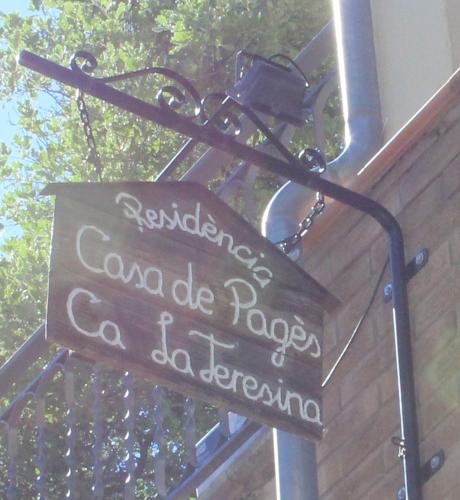 Residència
Casa de Pagès
Ca La Teresina